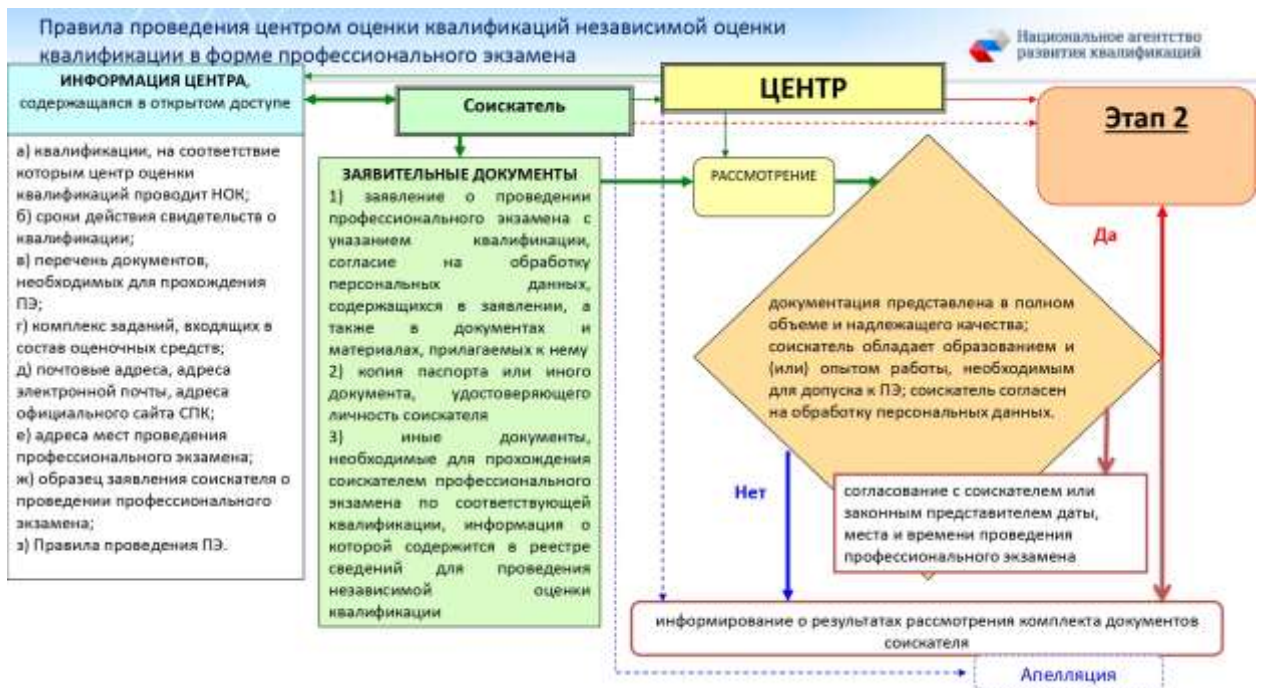 Правила проведения центром оценки квалификаций независимой оценки
квалификации в форме профессионального экзамена
Национальное агентство
развития квалификаций
ИНФОРМАЦИЯ ЦЕНТРА,
содержащаяся в открытом доступе
а) квалификации, на соответствие
которым центр оценки
квалификаций проводит НОК;
б) сроки действия свидетельств о
квалификации;
в) перечень документов,
необходимых для прохождения
ПЭ;
г) комплекс заданий, входящих в
состав оценочных средств;
д) почтовые адреса, адреса
электронной почты, адреса
официального сайта СПК;
е) адреса мест проведения
профессионального экзамена;
ж) образец заявления соискателя о
проведении профессионального
экзамена;
з) Правила проведения ПЭ.
Соискатель
ЗАЯВИТЕЛЬНЫЕ ДОКУМЕНТЫ
1) заявление о проведении
профессионального экзамена с
указанием квалификации,
согласие на обработку
персональных данных,
содержащихся в заявлении, а
также в документах и
материалах, прилагаемых к нему
2) копия паспорта или иного
документа, удостоверяющего
личность соискателя
3) иные документы,
необходимые для прохождения
соискателем профессионального
экзамена по соответствующей
квалификации, информация о
которой содержится в реестре
сведений для проведения
независимой оценки
квалификации
ЦЕНТР
РАССМОТРЕНИЕ
Этап 2
Да
документация представлена в полном
объеме и надлежащего качества;
соискатель обладает образованием и
(или) опытом работы, необходимым
для допуска к ПЭ; соискатель согласен
на обработку персональных данных.
Нет
согласование с соискателем или
законным представителем даты,
места и времени проведения
профессионального экзамена
информирование о результатах рассмотрения комплекта документов
соискателя
Апелляция